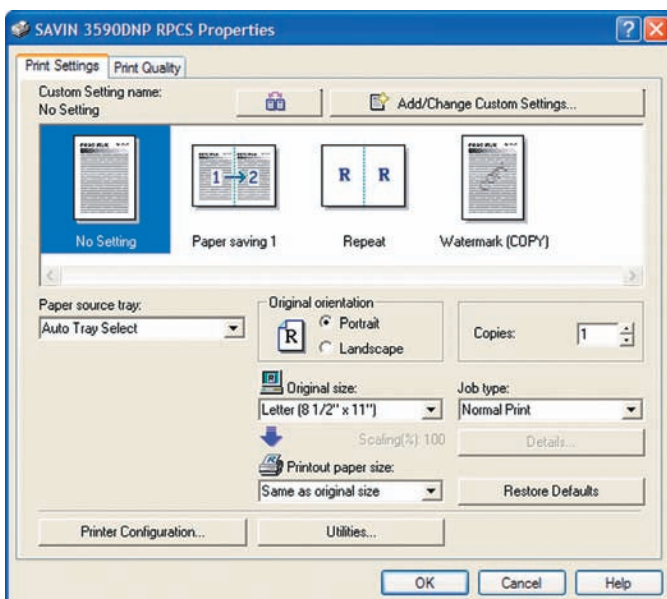 SAVIN 3590DNP RPCS Properties
Print Settings Print Quality
Custom Setting name:
No Setting
Add/Change Custom Settings...
1 2
R R
No Setting Paper saving 1 Repeat Watermark (COPY)
Paper source tray:
Auto Tray Select
Original orientation
R
Portrait
Landscape
Copies: 1
Original size:
Letter (8 1/2" x 11")
Job type:
Normal Print
Scaling(%): 100
Details...
Printout paper size:
Same as original size
Restore Defaults
Printer Configuration... Utilities...
OK Cancel Help